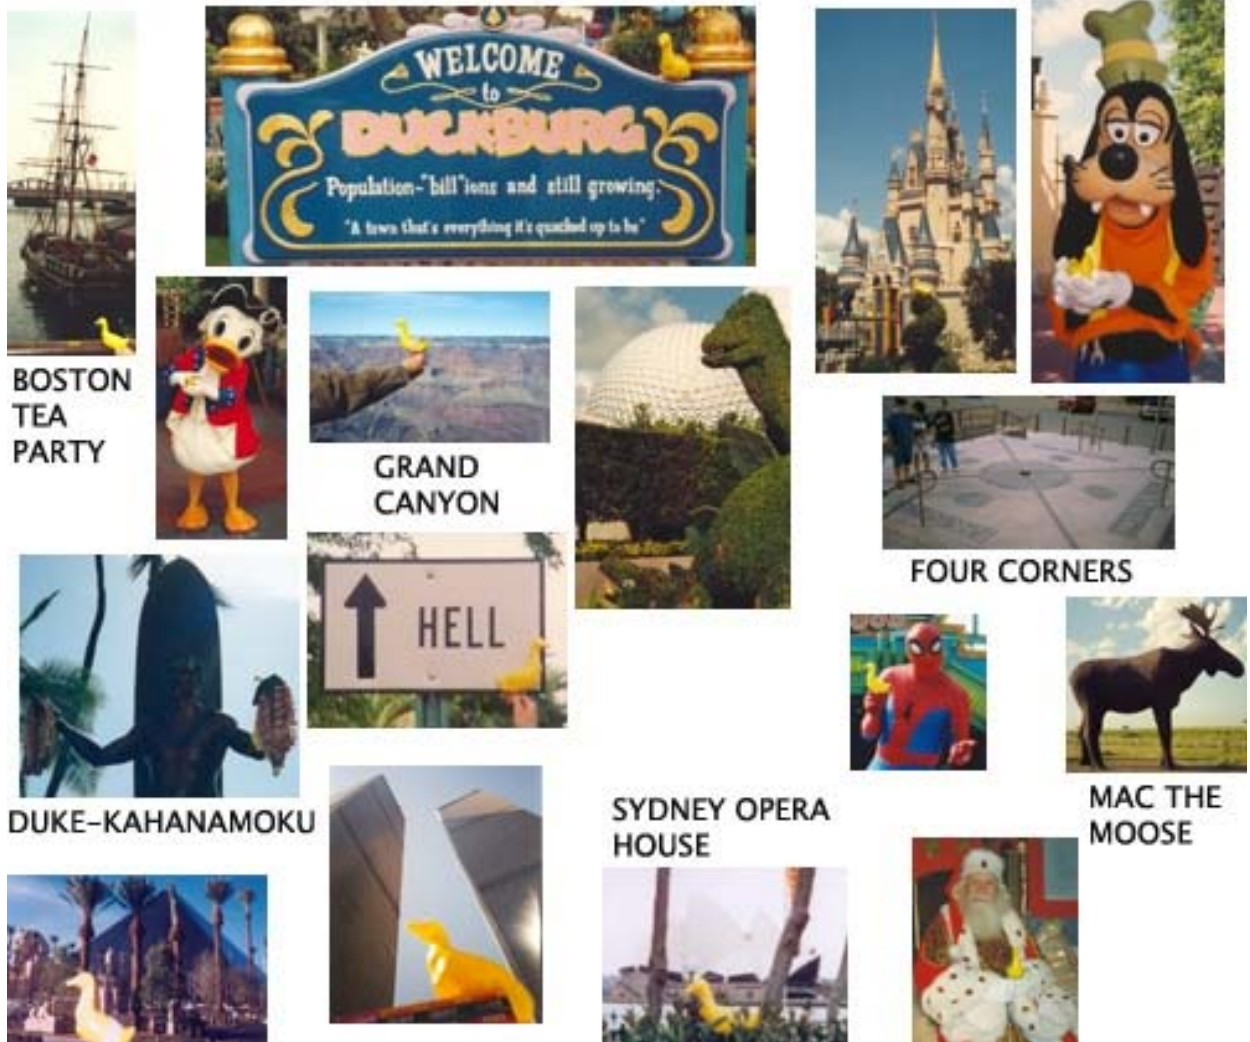 WELCOME
to
DUCKBURG
Population-"bill"ions and still growing.
"A town that's everything it's quacked up to be"
BOSTON
TEA
PARTY
GRAND
CANYON
FOUR CORNERS
HELL
DUKE-KAHANAMOKU
SYDNEY OPERA
HOUSE
MAC THE
MOOSE